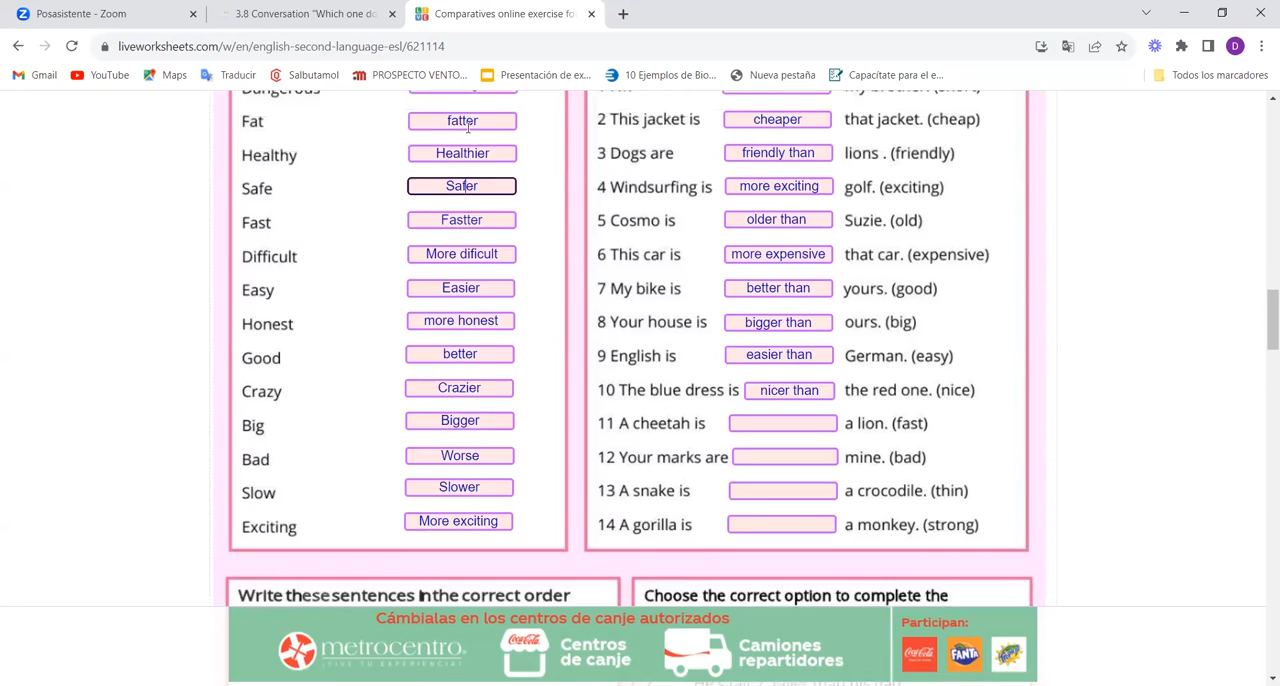 Posasistente - Zoom
3.8 Conversation "Which one do
Comparatives online exercise fo
liveworksheets.com/w/en/english-second-language-esl/621114
D
Gmail
YouTube
Maps
Traducir
Salbutamol
PROSPECTO VENTO...
Presentación de ex...
10 Ejemplos de Bio...
Nueva pestaña
Capacítate para el e...
Todos los marcadores
Dangerous
Fat fatter
Healthy Healthier
Safe Safer
Fast Fastter
Difficult More dificult
Easy Easier
Honest more honest
Good better
Crazy Crazier
Big Bigger
Bad Worse
Slow Slower
Exciting More exciting
2 This jacket is cheaper that jacket. (cheap)
3 Dogs are friendly than lions . (friendly)
4 Windsurfing is more exciting golf. (exciting)
5 Cosmo is older than Suzie. (old)
6 This car is more expensive that car. (expensive)
7 My bike is better than yours. (good)
8 Your house is bigger than ours. (big)
9 English is easier than German. (easy)
10 The blue dress is nicer than the red one. (nice)
11 A cheetah is a lion. (fast)
12 Your marks are mine. (bad)
13 A snake is a crocodile. (thin)
14 A gorilla is a monkey. (strong)
Write these sentences in the correct order
Choose the correct option to complete the
Cámbialas en los centros de canje autorizados
metrocentro
¡VIVE TU EXPERIENCIA!
Coca-Cola
Centros
de canje
Camiones
repartidores
Participan:
Coca-Cola
FANTA